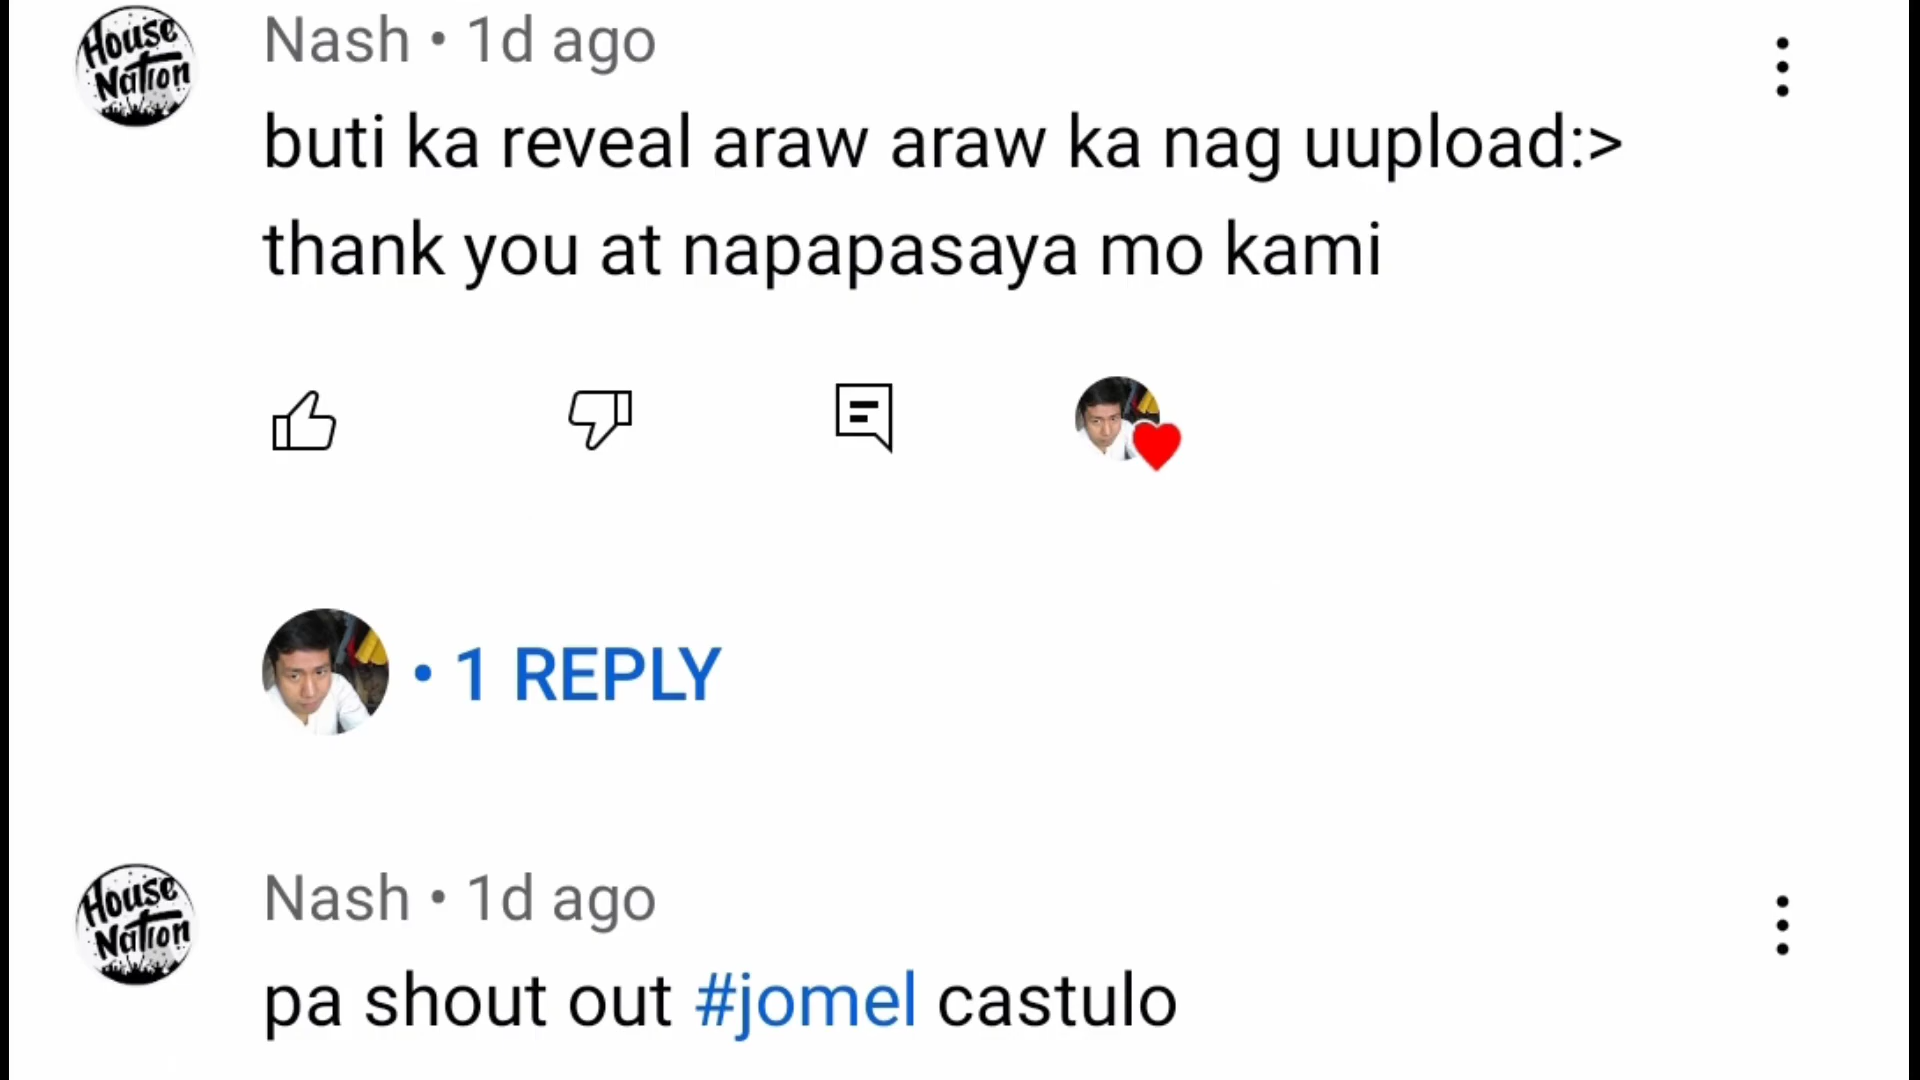 House
Nation
Nash • 1d ago
buti ka reveal araw araw ka nag uupload:>
thank you at napapasaya mo kami
• 1 REPLY
House
Nation
Nash • 1d ago
pa shout out #jomel castulo